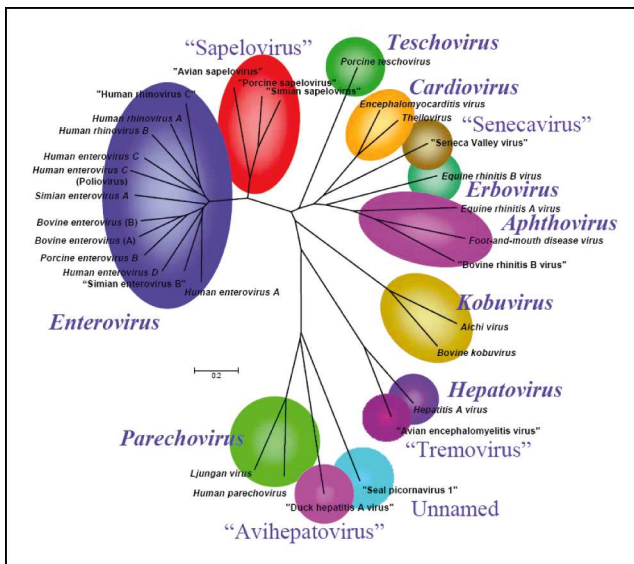 "Sapelovirus"
Teschovirus
Porcine teschovirus
"Avian sapelovirus"
"Porcine sapelovirus"
"Simian sapelovirus"
Cardiovirus
Encephalomyocarditis virus
Theilovirus
"Senecavirus"
"Seneca Valley virus"
Equine rhinitis B virus
Erbovirus
Equine rhinitis A virus
Aphthovirus
Foot-and-mouth disease virus
"Bovine rhinitis B virus"
Kobuvirus
Aichi virus
Bovine kobuvirus
Hepatovirus
Hepatitis A virus
"Avian encephalomyelitis virus"
"Tremovirus"
"Seal picornavirus 1"
Unnamed
"Duck hepatitis A virus"
"Avihepatovirus"
Human parechovirus
Ljungan virus
Parechovirus
0.2
"Human rhinovirus C"
Human rhinovirus A
Human rhinovirus B
Human enterovirus C
Human enterovirus C
(Poliovirus)
Simian enterovirus A
Bovine enterovirus (B)
Bovine enterovirus (A)
Porcine enterovirus B
Human enterovirus D
"Simian enterovirus B"
Human enterovirus A
Enterovirus